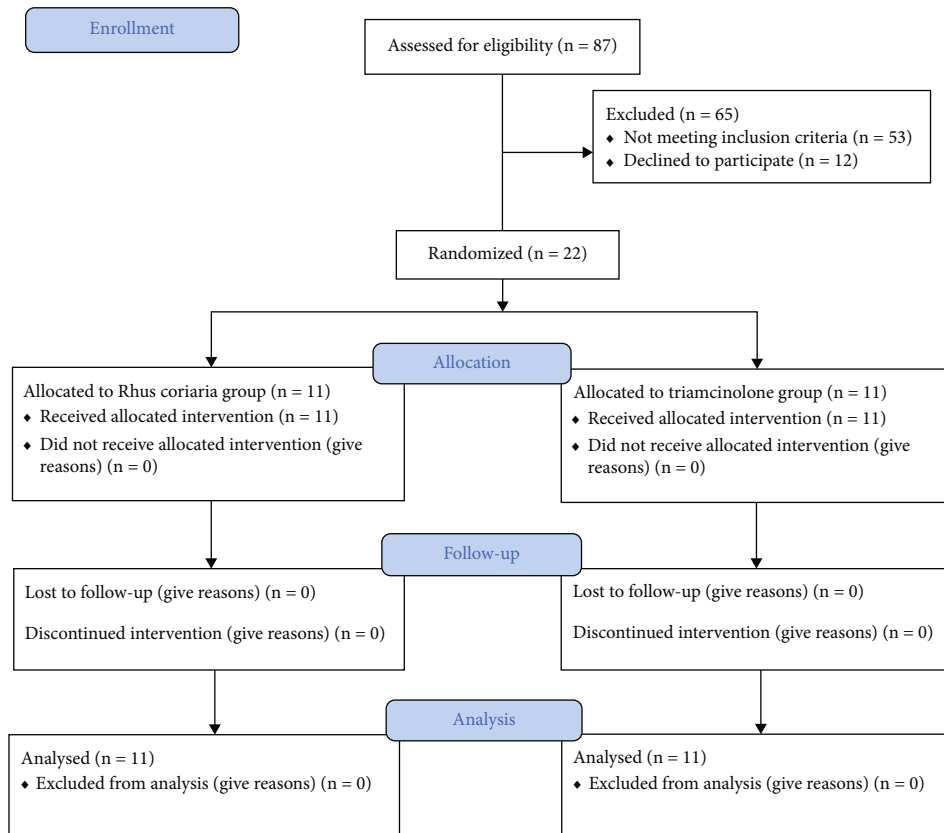 Enrollment
Assessed for eligibility (n = 87)
Excluded (n = 65)
♦ Not meeting inclusion criteria (n = 53)
♦ Declined to participate (n = 12)
Randomized (n = 22)
Allocation
Allocated to Rhus coriaria group (n = 11)
♦ Received allocated intervention (n = 11)
♦ Did not receive allocated intervention (give
reasons) (n = 0)
Allocated to triamcinolone group (n = 11)
♦ Received allocated intervention (n = 11)
♦ Did not receive allocated intervention (give
reasons) (n = 0)
Follow-up
Lost to follow-up (give reasons) (n = 0)
Discontinued intervention (give reasons) (n = 0)
Lost to follow-up (give reasons) (n = 0)
Discontinued intervention (give reasons) (n = 0)
Analysis
Analysed (n = 11)
♦ Excluded from analysis (give reasons) (n = 0)
Analysed (n = 11)
♦ Excluded from analysis (give reasons) (n = 0)